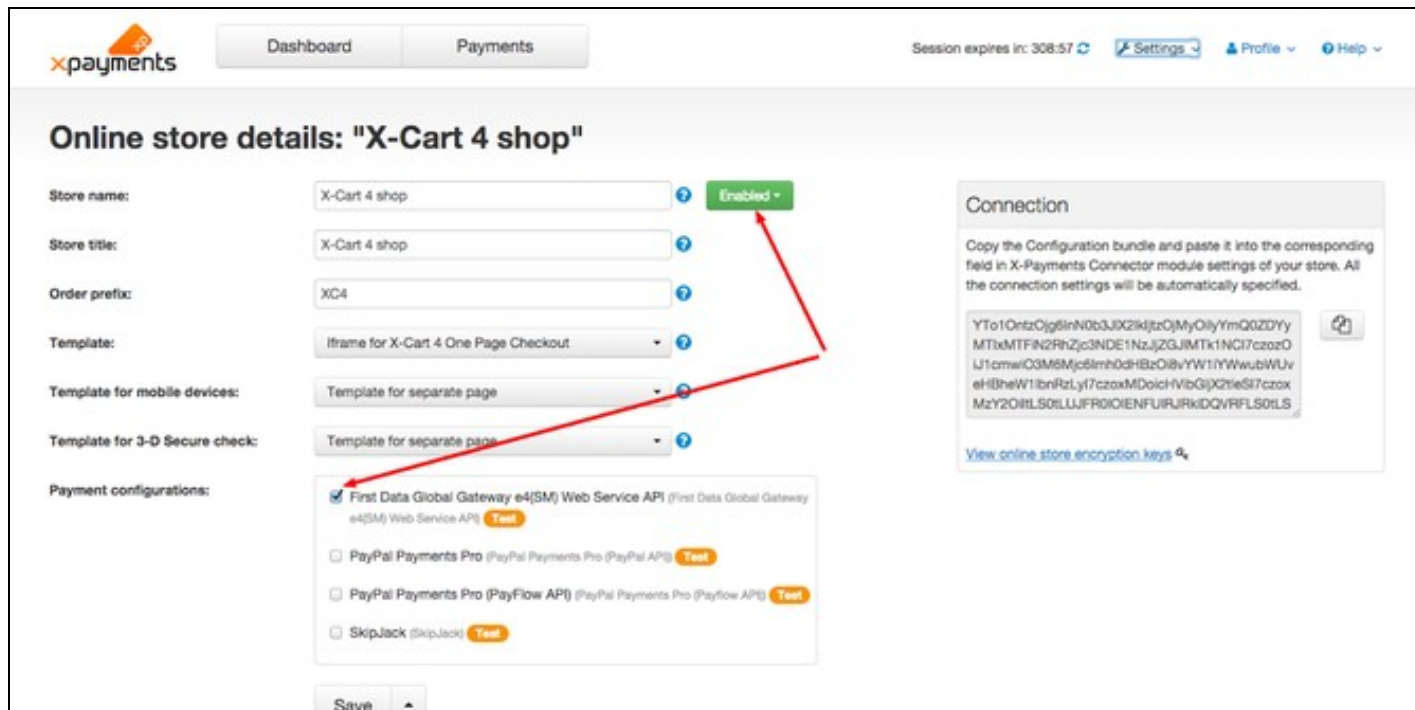 xpayments
Dashboard
Payments
Session expires in: 308:57
Settings
Profile
Help
Online store details: "X-Cart 4 shop"
Store name:
X-Cart 4 shop
Enabled
Store title:
X-Cart 4 shop
Order prefix:
XC4
Template:
Iframe for X-Cart 4 One Page Checkout
Template for mobile devices:
Template for separate page
Template for 3-D Secure check:
Template for separate page
Payment configurations:
First Data Global Gateway e4(SM) Web Service API (First Data Global Gateway
e4(SM) Web Service API) Test
PayPal Payments Pro (PayPal Payments Pro (PayPal API)) Test
PayPal Payments Pro (PayFlow API) (PayPal Payments Pro (Payflow API)) Test
SkipJack (SkipJack) Test
Save
Connection
Copy the Configuration bundle and paste it into the corresponding
field in X-Payments Connector module settings of your store. All
the connection settings will be automatically specified.
View online store encryption keys